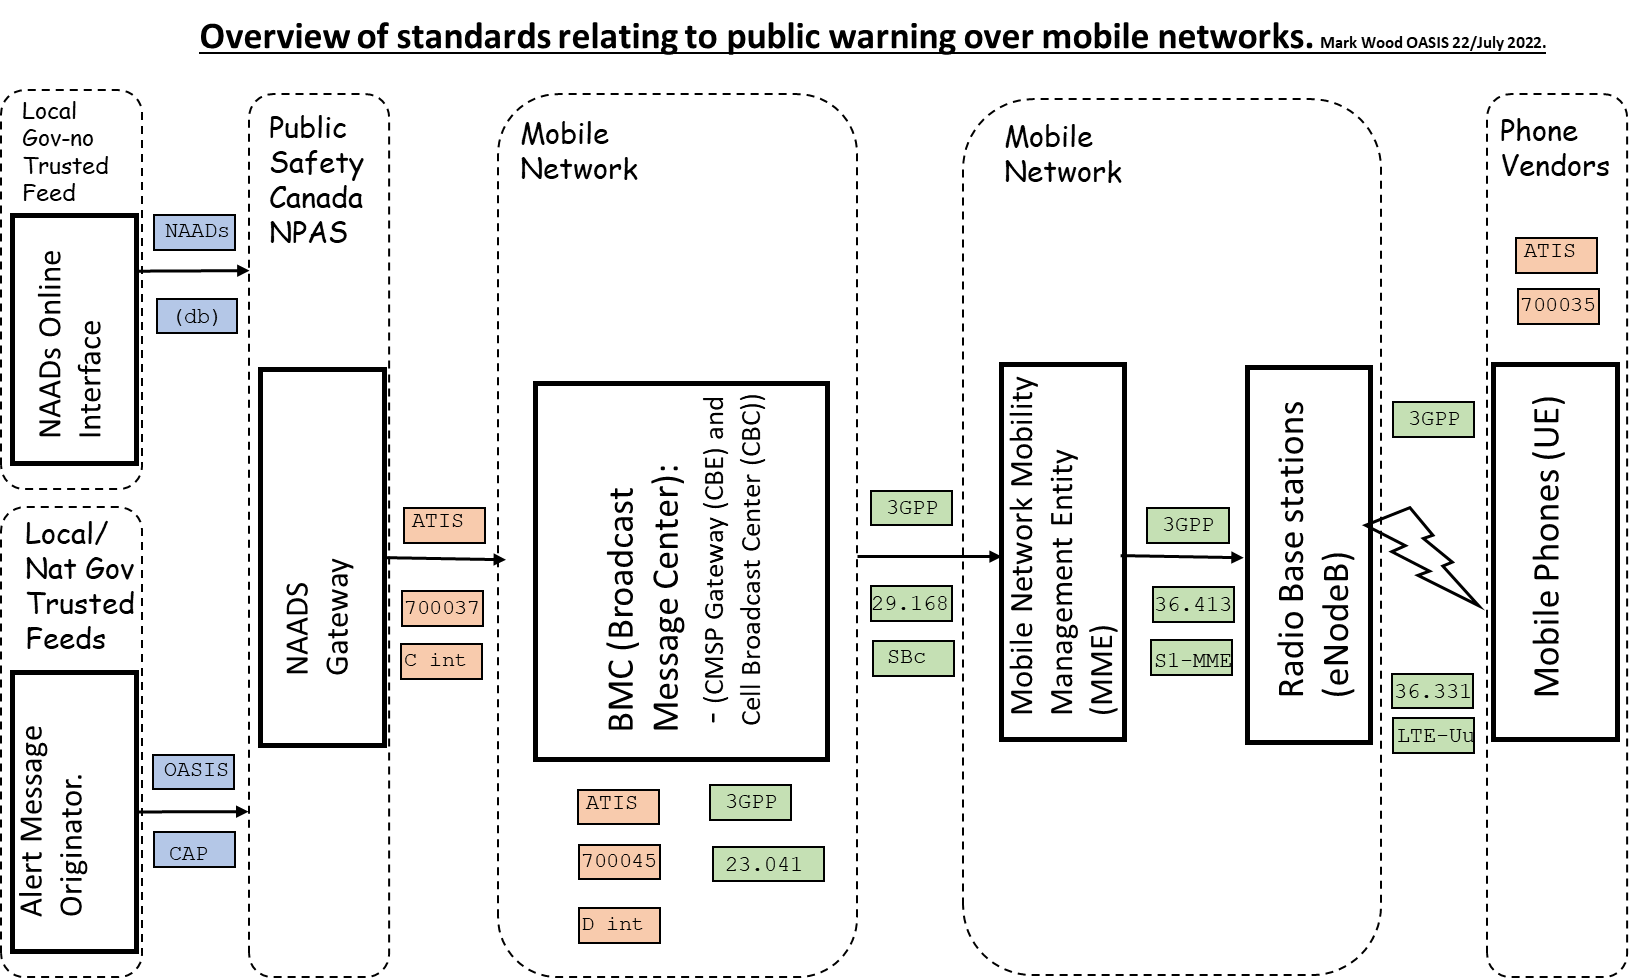 Overview of standards relating to public warning over mobile networks. Mark Wood OASIS 22/July 2022.
Local
Gov-no
Trusted
Feed
NAADs Online
Interface
NAADs
(db)
Local/
Nat Gov
Trusted
Feeds
Alert Message
Originator.
OASIS
CAP
Public
Safety
Canada
NPAS
NAADS
Gateway
ATIS
700037
C int
Mobile
Network
BMC (Broadcast
Message Center):
- (CMSP Gateway (CBE) and
Cell Broadcast Center (CBC))
ATIS
700045
D int
3GPP
23.041
3GPP
29.168
SBc
Mobile
Network
Mobile Network Mobility
Management Entity
(MME)
3GPP
36.413
S1-MME
Radio Base stations
(eNodeB)
3GPP
36.331
LTE-Uu
Phone
Vendors
ATIS
700035
Mobile Phones (UE)